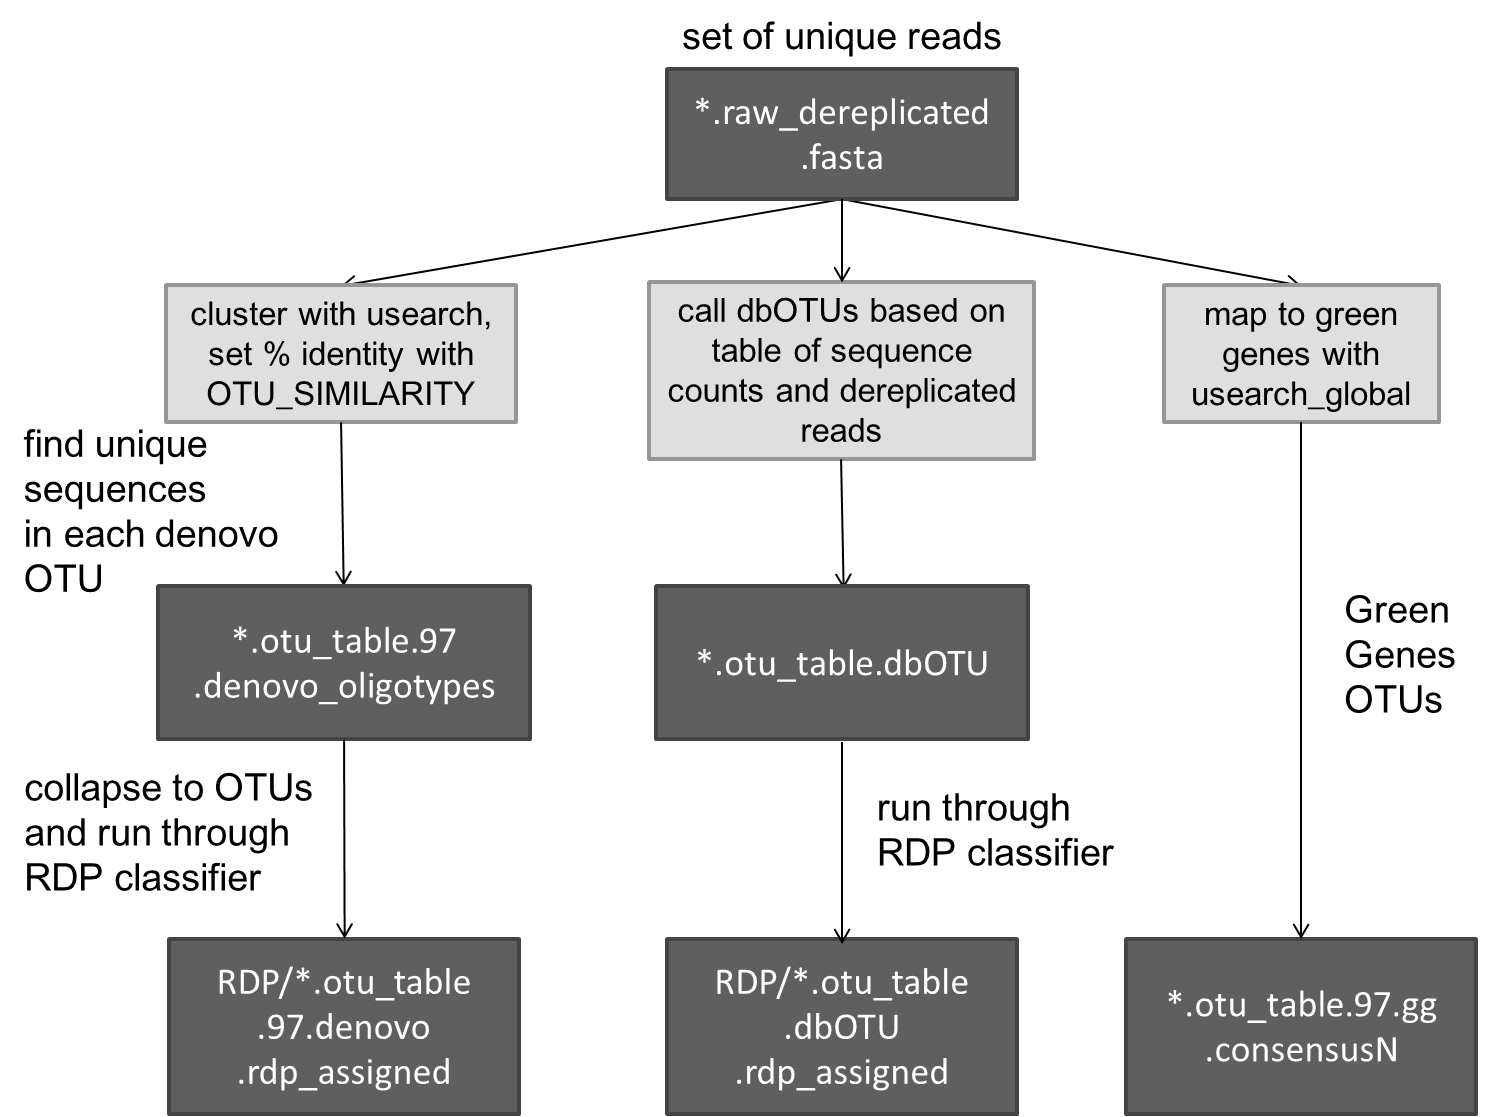 set of unique reads
*.raw_dereplicated
.fasta
cluster with usearch,
set % identity with
OTU_SIMILARITY
call dbOTUs based on
table of sequence
counts and dereplicated
reads
map to green
genes with
usearch_global
find unique
sequences
in each denovo
OTU
*.otu_table.97
.denovo_oligotypes
*.otu_table.dbOTU
Green
Genes
OTUs
collapse to OTUs
and run through
RDP classifier
run through
RDP classifier
RDP/*.otu_table
.97.denovo
.rdp_assigned
RDP/*.otu_table
.dbOTU
.rdp_assigned
*.otu_table.97.gg
.consensusN